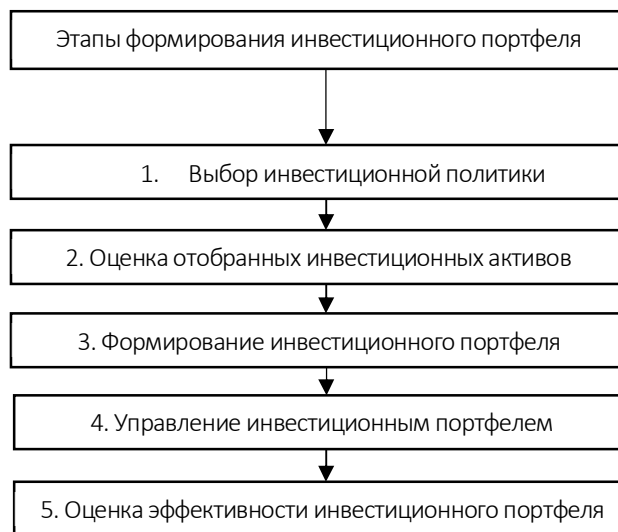 Этапы формирования инвестиционного портфеля
1. Выбор инвестиционной политики
2. Оценка отобранных инвестиционных активов
3. Формирование инвестиционного портфеля
4. Управление инвестиционным портфелем
5. Оценка эффективности инвестиционного портфеля